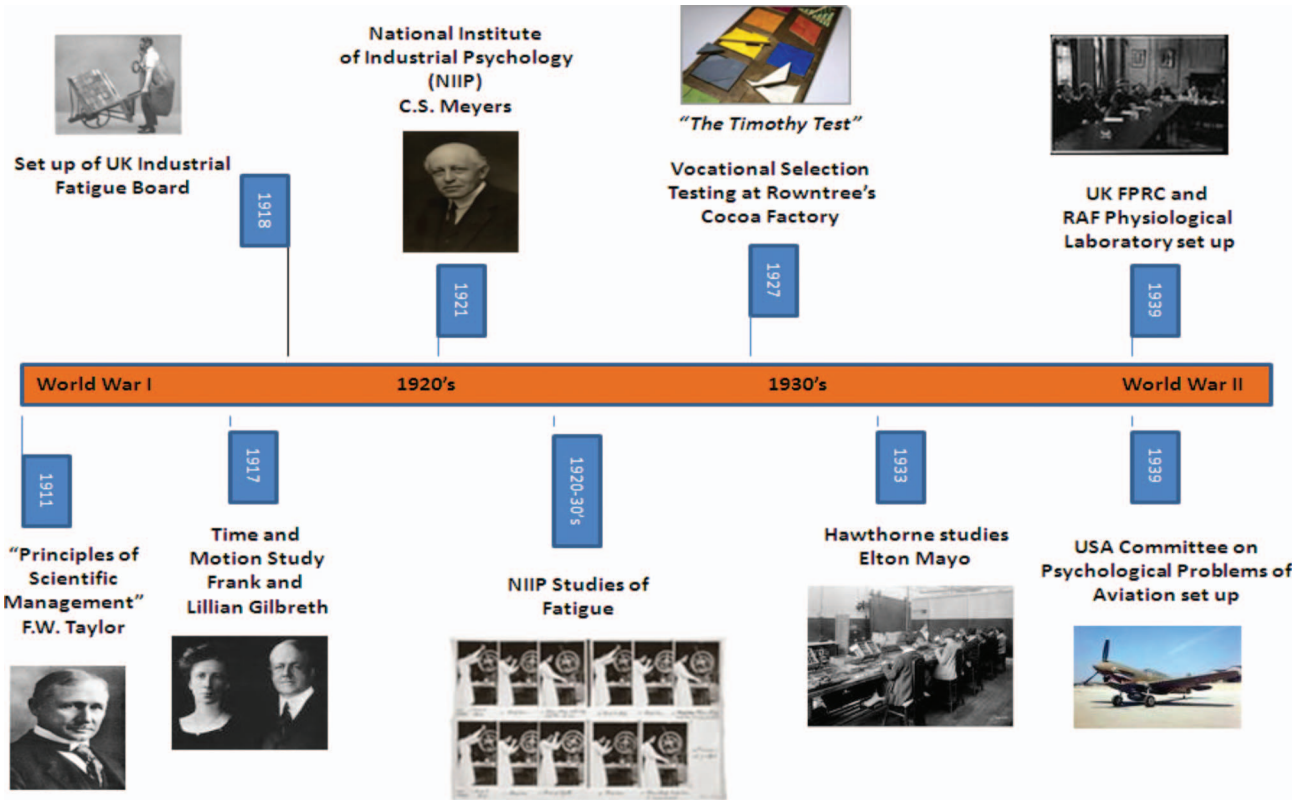 Set up of UK Industrial
Fatigue Board
1918
National Institute
of Industrial Psychology
(NIIP)
C.S. Meyers
1921
“The Timothy Test”
Vocational Selection
Testing at Rowntree’s
Cocoa Factory
1927
UK FPRC and
RAF Physiological
Laboratory set up
1939
World War I
1920’s
1930’s
World War II
1911
“Principles of
Scientific
Management”
F.W. Taylor
1917
Time and
Motion Study
Frank and
Lillian Gilbreth
1920-30’s
NIIP Studies of
Fatigue
1933
Hawthorne studies
Elton Mayo
1939
USA Committee on
Psychological Problems of
Aviation set up